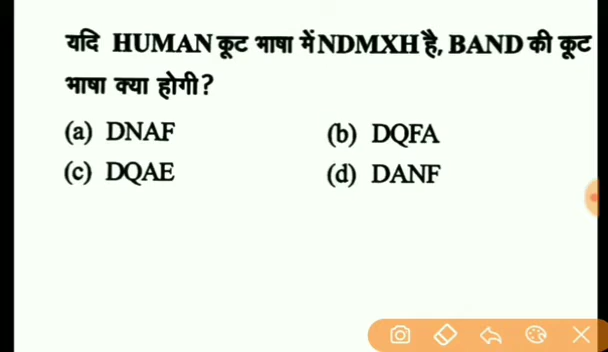 यदि HUMAN कूट भाषा में NDMXH है, BAND की कूट
भाषा क्या होगी?
(a) DNAF (b) DQFA
(c) DQAE (d) DANF